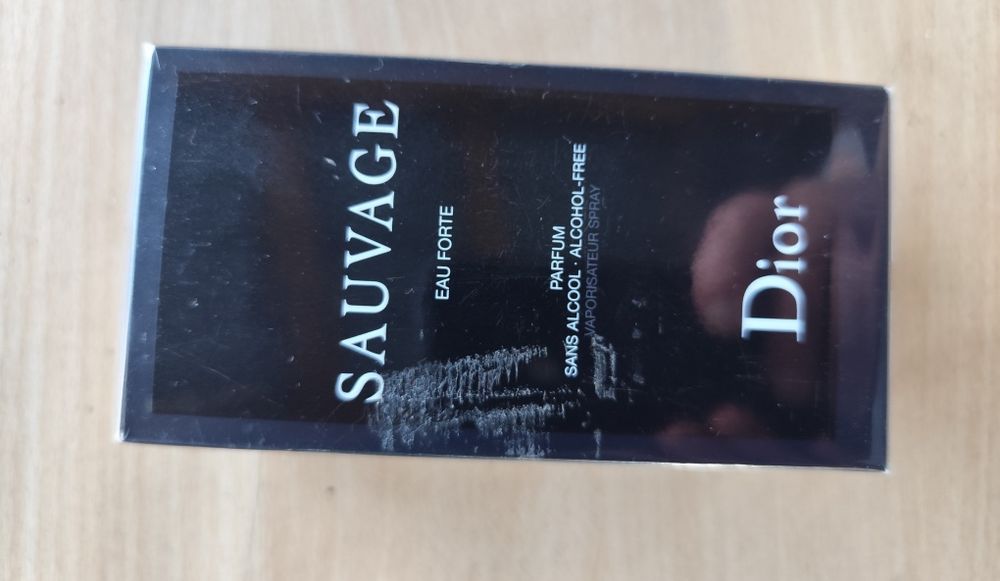 SAUVAGE
EAU FORTE
PARFUM
SANS ALCOOL · ALCOHOL-FREE
VAPORISATEUR SPRAY
Dior